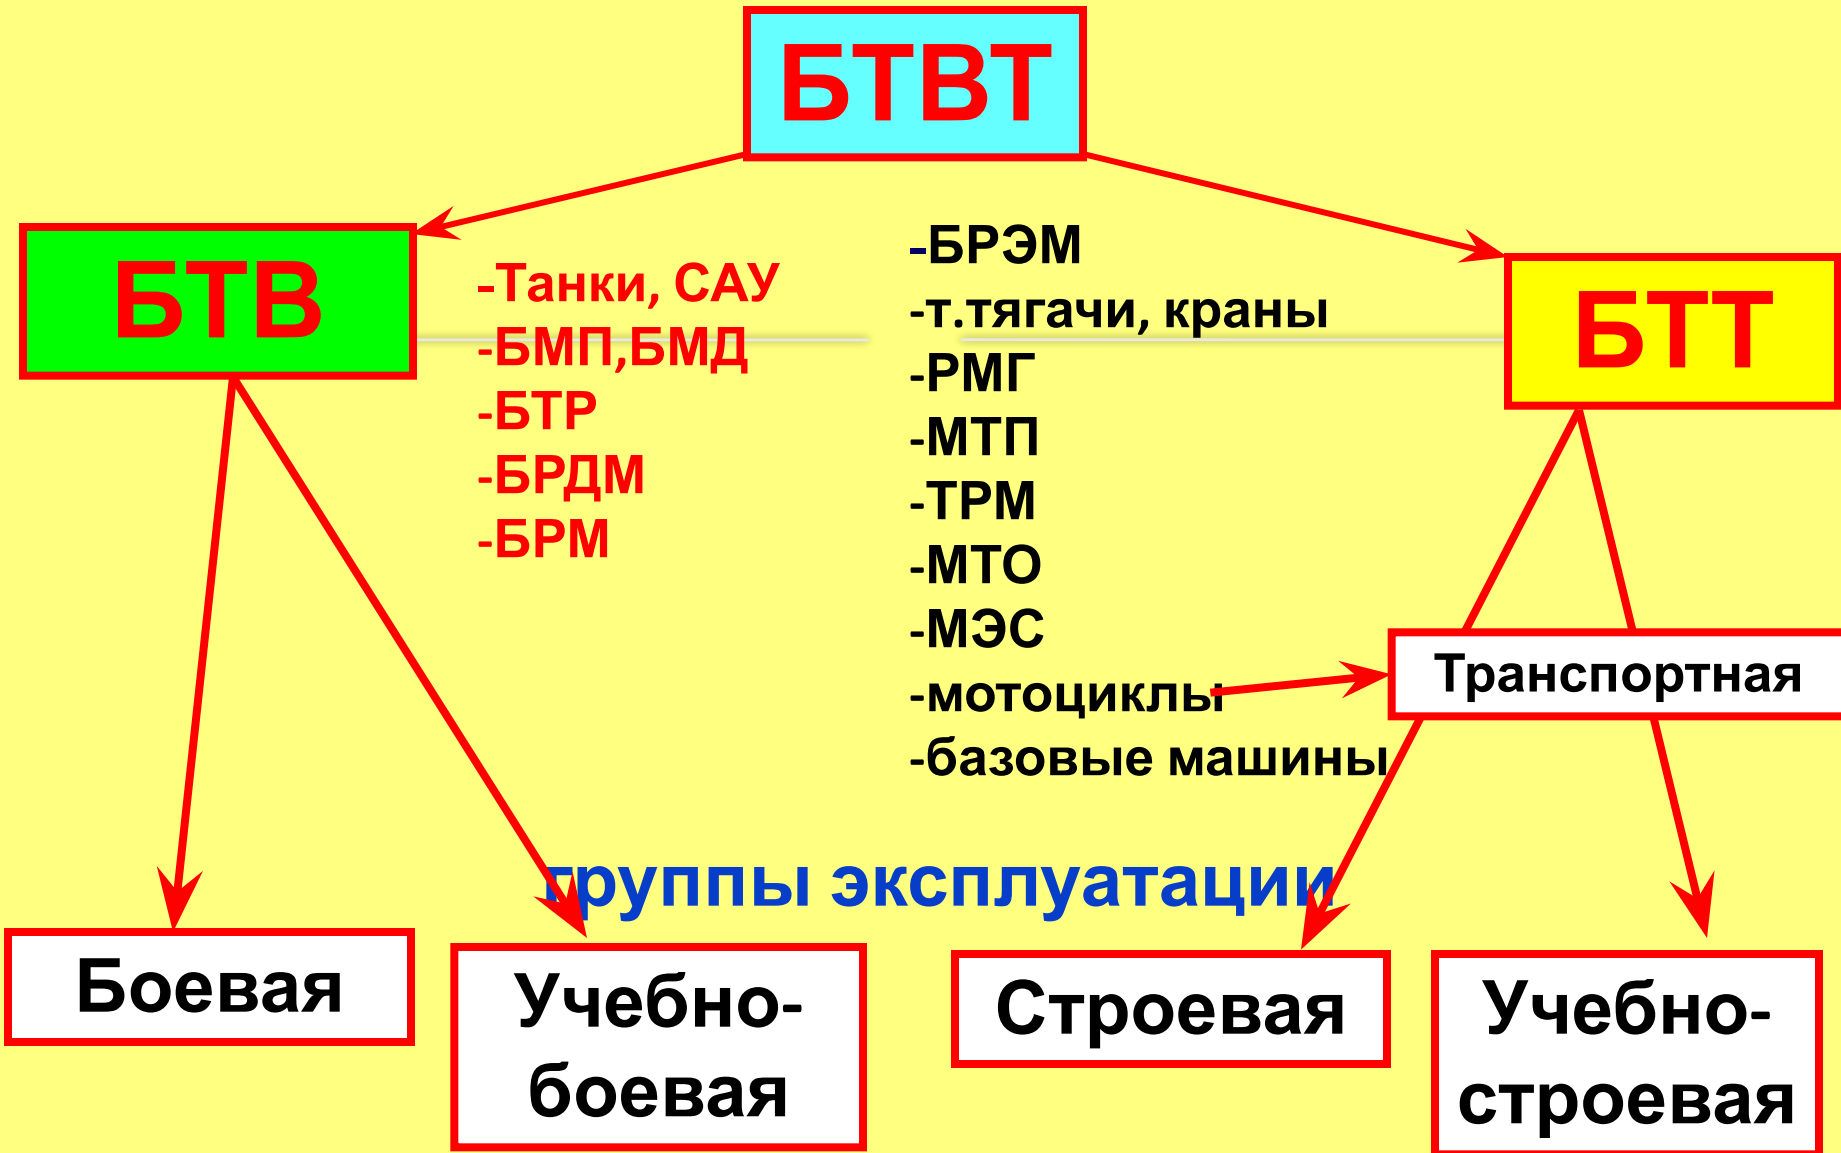 БТВТ
БТВ
-Танки, САУ
-БМП,БМД
-БТР
-БРДМ
-БРМ
-БРЭМ
-т.тягачи, краны
-РМГ
-МТП
-ТРМ
-МТО
-МЭС
-мотоциклы
-базовые машины
БТТ
Транспортная
группы эксплуатации
Боевая
Учебно-
боевая
Строевая
Учебно-
строевая